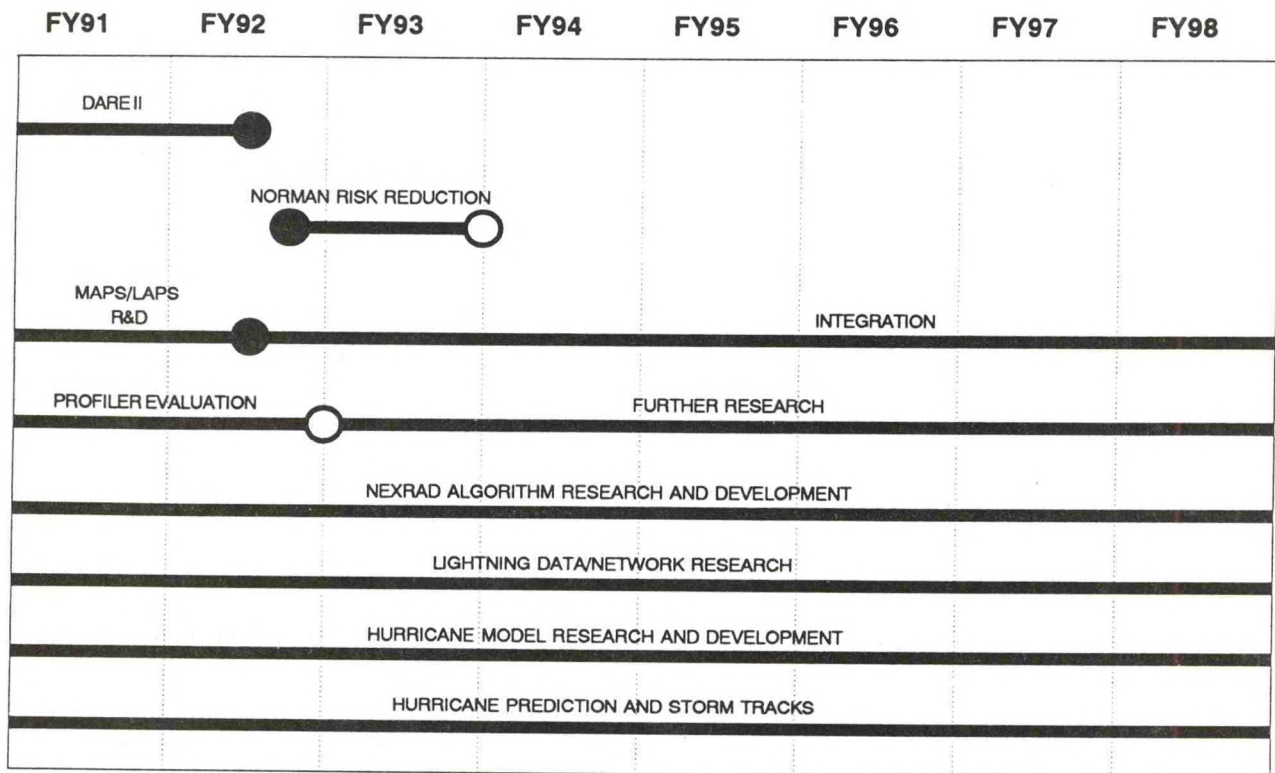 FY91 FY92 FY93 FY94 FY95 FY96 FY97 FY98
DARE II
NORMAN RISK REDUCTION
MAPS/LAPS
R&D
INTEGRATION
PROFILER EVALUATION
FURTHER RESEARCH
NEXRAD ALGORITHM RESEARCH AND DEVELOPMENT
LIGHTNING DATA/NETWORK RESEARCH
HURRICANE MODEL RESEARCH AND DEVELOPMENT
HURRICANE PREDICTION AND STORM TRACKS